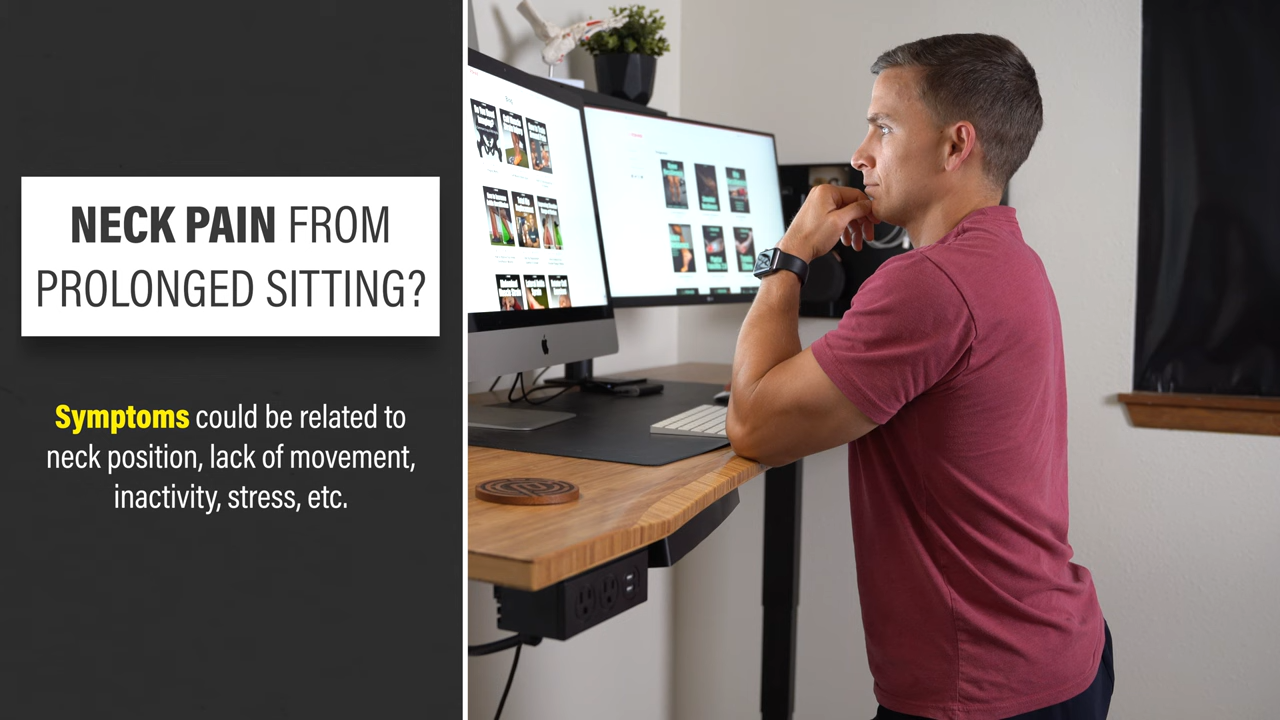 NECK PAIN FROM
PROLONGED SITTING?
Symptoms could be related to
neck position, lack of movement,
inactivity, stress, etc.